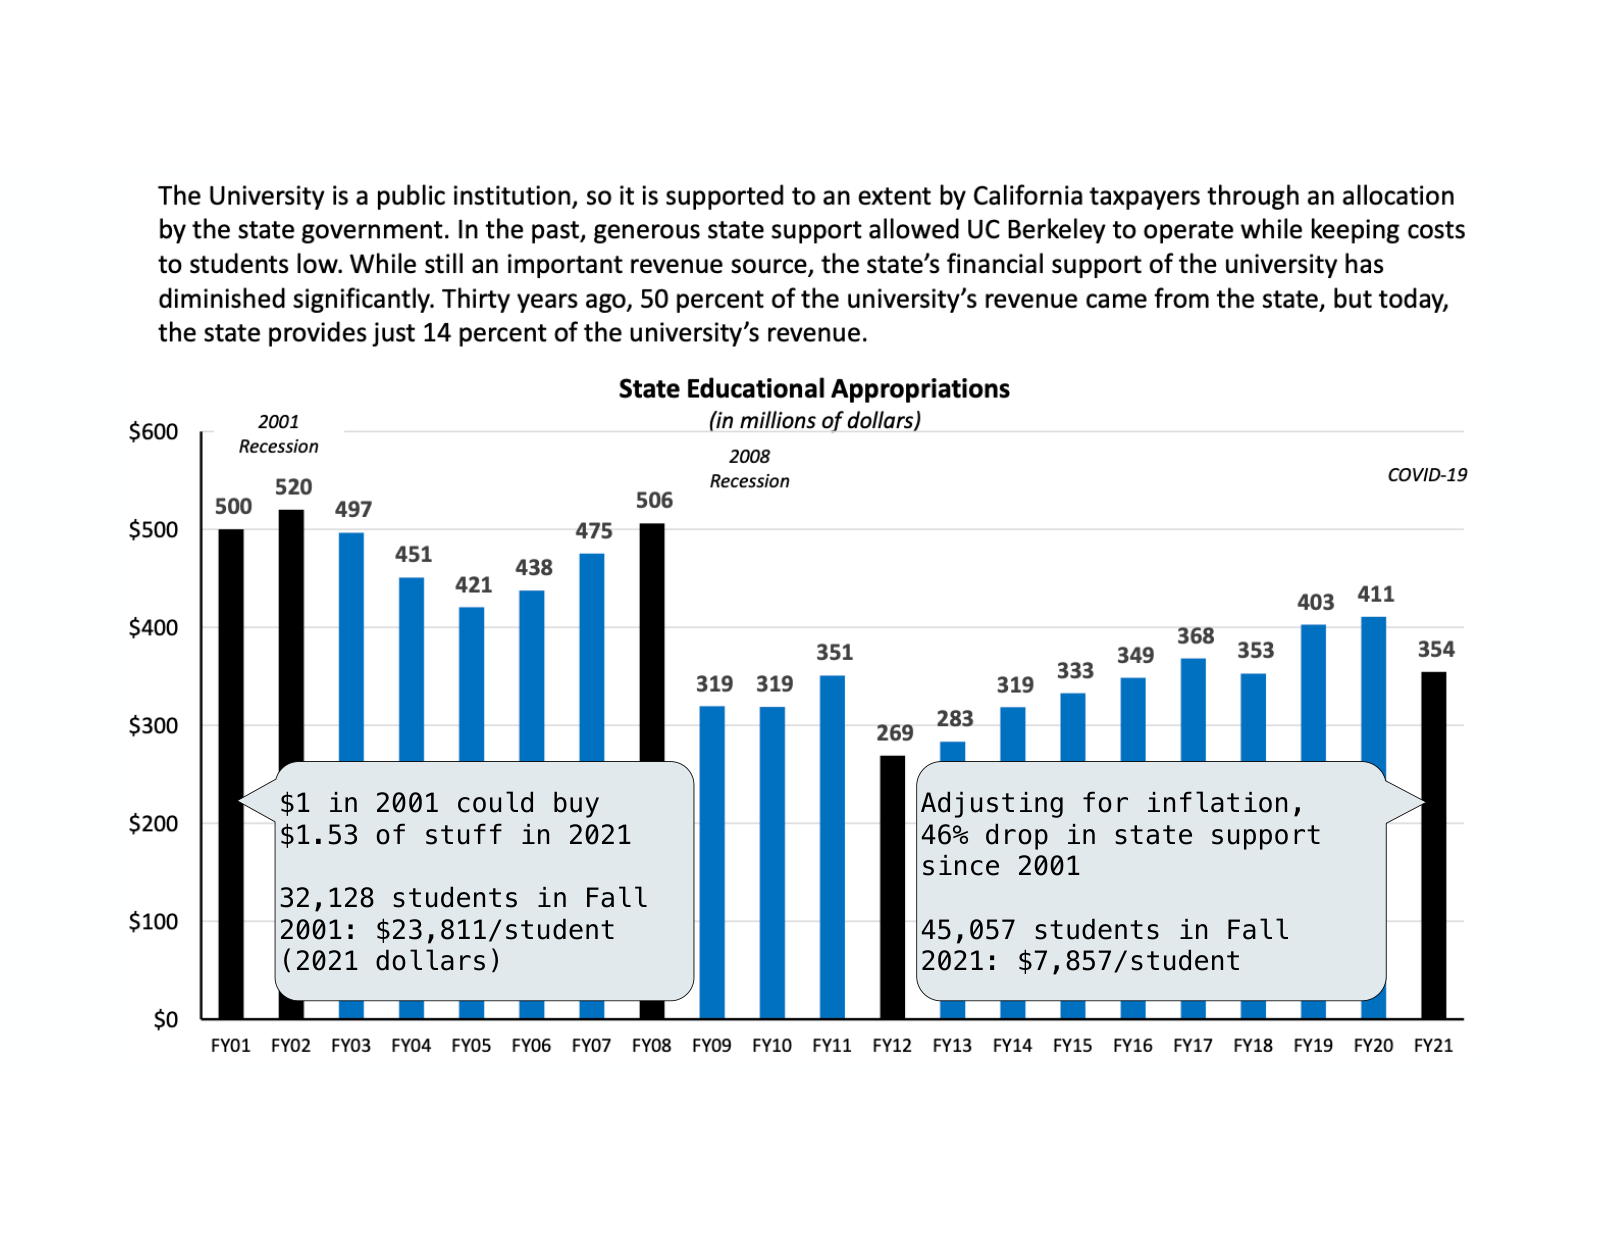 The University is a public institution, so it is supported to an extent by California taxpayers through an allocation
by the state government. In the past, generous state support allowed UC Berkeley to operate while keeping costs
to students low. While still an important revenue source, the state’s financial support of the university has
diminished significantly. Thirty years ago, 50 percent of the university’s revenue came from the state, but today,
the state provides just 14 percent of the university’s revenue.
State Educational Appropriations
(in millions of dollars)
2001
Recession
2008
Recession
COVID-19
$600
$500
$400
$300
$200
$100
$0
500
520
497
451
421
438
475
506
319
319
351
269
283
319
333
349
368
353
403
411
354
$1 in 2001 could buy
$1.53 of stuff in 2021
32,128 students in Fall
2001: $23,811/student
(2021 dollars)
Adjusting for inflation,
46% drop in state support
since 2001
45,057 students in Fall
2021: $7,857/student
FY01 FY02 FY03 FY04 FY05 FY06 FY07 FY08 FY09 FY10 FY11 FY12 FY13 FY14 FY15 FY16 FY17 FY18 FY19 FY20 FY21